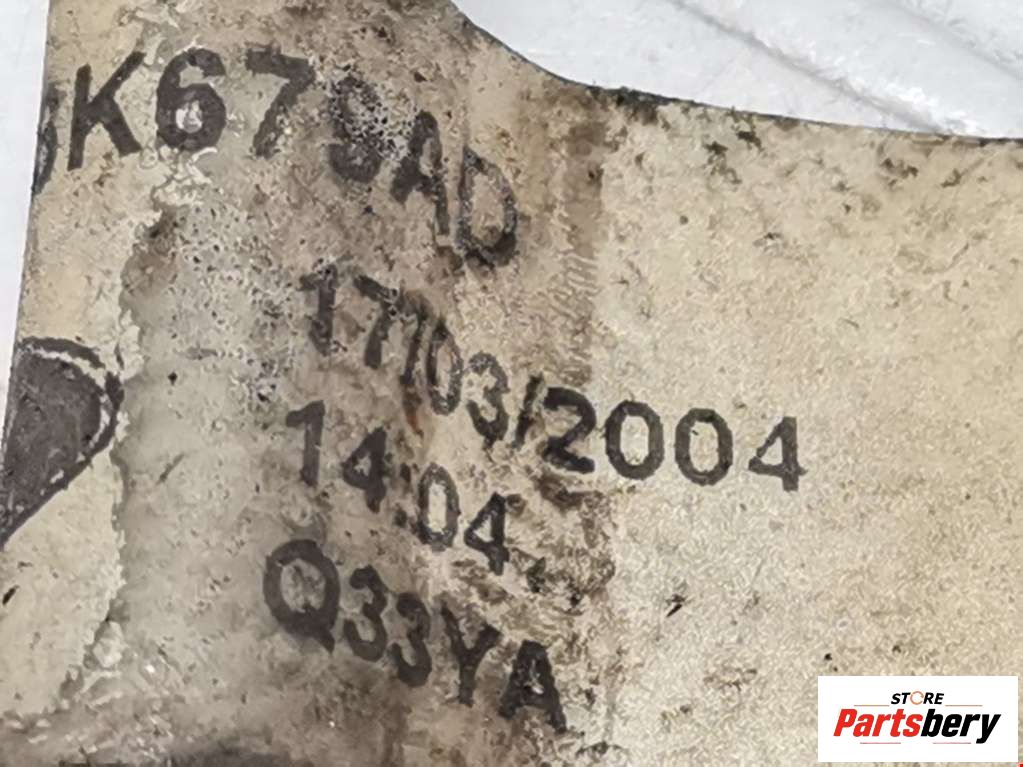 K679AD
17/03/2004
14:04
Q33YA
STORE
Partsbery